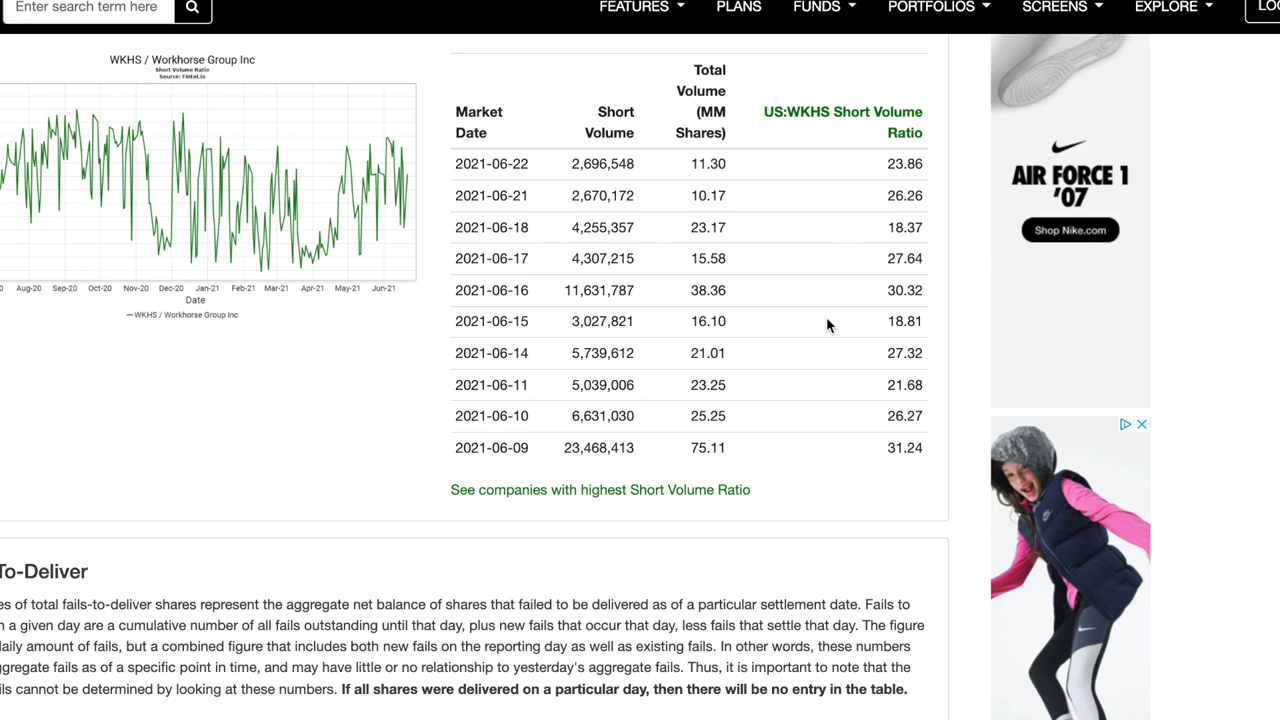 Enter search term here
FEATURES
PLANS
FUNDS
PORTFOLIOS
SCREENS
EXPLORE
LO
WKHS / Workhorse Group Inc
Short Volume Ratio
Source: Fintel.io
0 Aug-20 Sep-20 Oct-20 Nov-20 Dec-20 Jan-21 Feb-21 Mar-21 Apr-21 May-21 Jun-21
Date
WKHS / Workhorse Group Inc
Market Date Short Volume Total Volume (MM Shares) US:WKHS Short Volume Ratio
2021-06-22 2,696,548 11.30 23.86
2021-06-21 2,670,172 10.17 26.26
2021-06-18 4,255,357 23.17 18.37
2021-06-17 4,307,215 15.58 27.64
2021-06-16 11,631,787 38.36 30.32
2021-06-15 3,027,821 16.10 18.81
2021-06-14 5,739,612 21.01 27.32
2021-06-11 5,039,006 23.25 21.68
2021-06-10 6,631,030 25.25 26.27
2021-06-09 23,468,413 75.11 31.24
See companies with highest Short Volume Ratio
To-Deliver
es of total fails-to-deliver shares represent the aggregate net balance of shares that failed to be delivered as of a particular settlement date. Fails to
n a given day are a cumulative number of all fails outstanding until that day, plus new fails that occur that day, less fails that settle that day. The figure
daily amount of fails, but a combined figure that includes both new fails on the reporting day as well as existing fails. In other words, these numbers
ggregate fails as of a specific point in time, and may have little or no relationship to yesterday's aggregate fails. Thus, it is important to note that the
ils cannot be determined by looking at these numbers. If all shares were delivered on a particular day, then there will be no entry in the table.
AIR FORCE 1
'07
Shop Nike.com